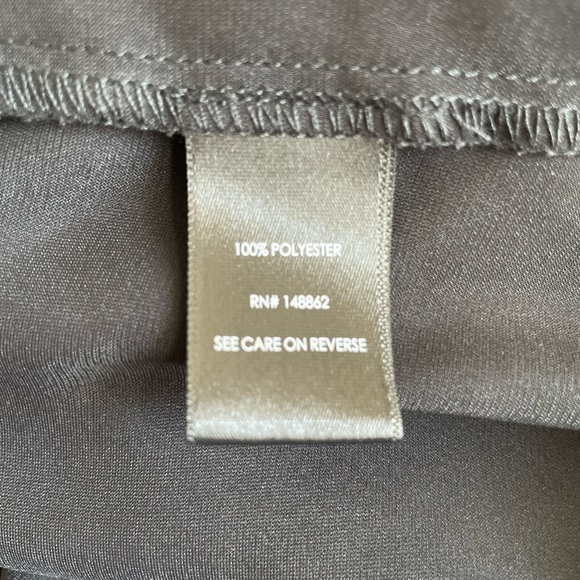 100% POLYESTER
RN# 148862
SEE CARE ON REVERSE